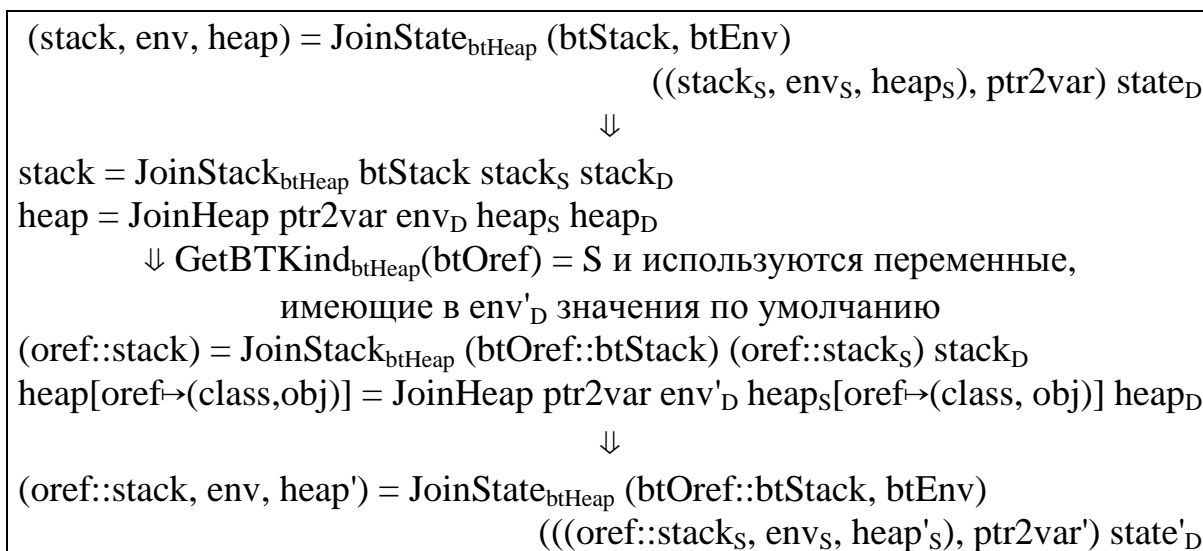 (stack, env, heap) = JoinState_btHeap (btStack, btEnv)
((stack_S, env_S, heap_S), ptr2var) state_D
⇓
stack = JoinStack_btHeap btStack stack_S stack_D
heap = JoinHeap ptr2var env_D heap_S heap_D
⇓ GetBTKind_btHeap(btOref) = S и используются переменные,
имеющие в env'_D значения по умолчанию
(oref::stack) = JoinStack_btHeap (btOref::btStack) (oref::stack_S) stack_D
heap[oref↦(class,obj)] = JoinHeap ptr2var env'_D heap_S[oref↦(class, obj)] heap_D
⇓
(oref::stack, env, heap') = JoinState_btHeap (btOref::btStack, btEnv)
(((oref::stack_S, env_S, heap'_S), ptr2var') state'_D